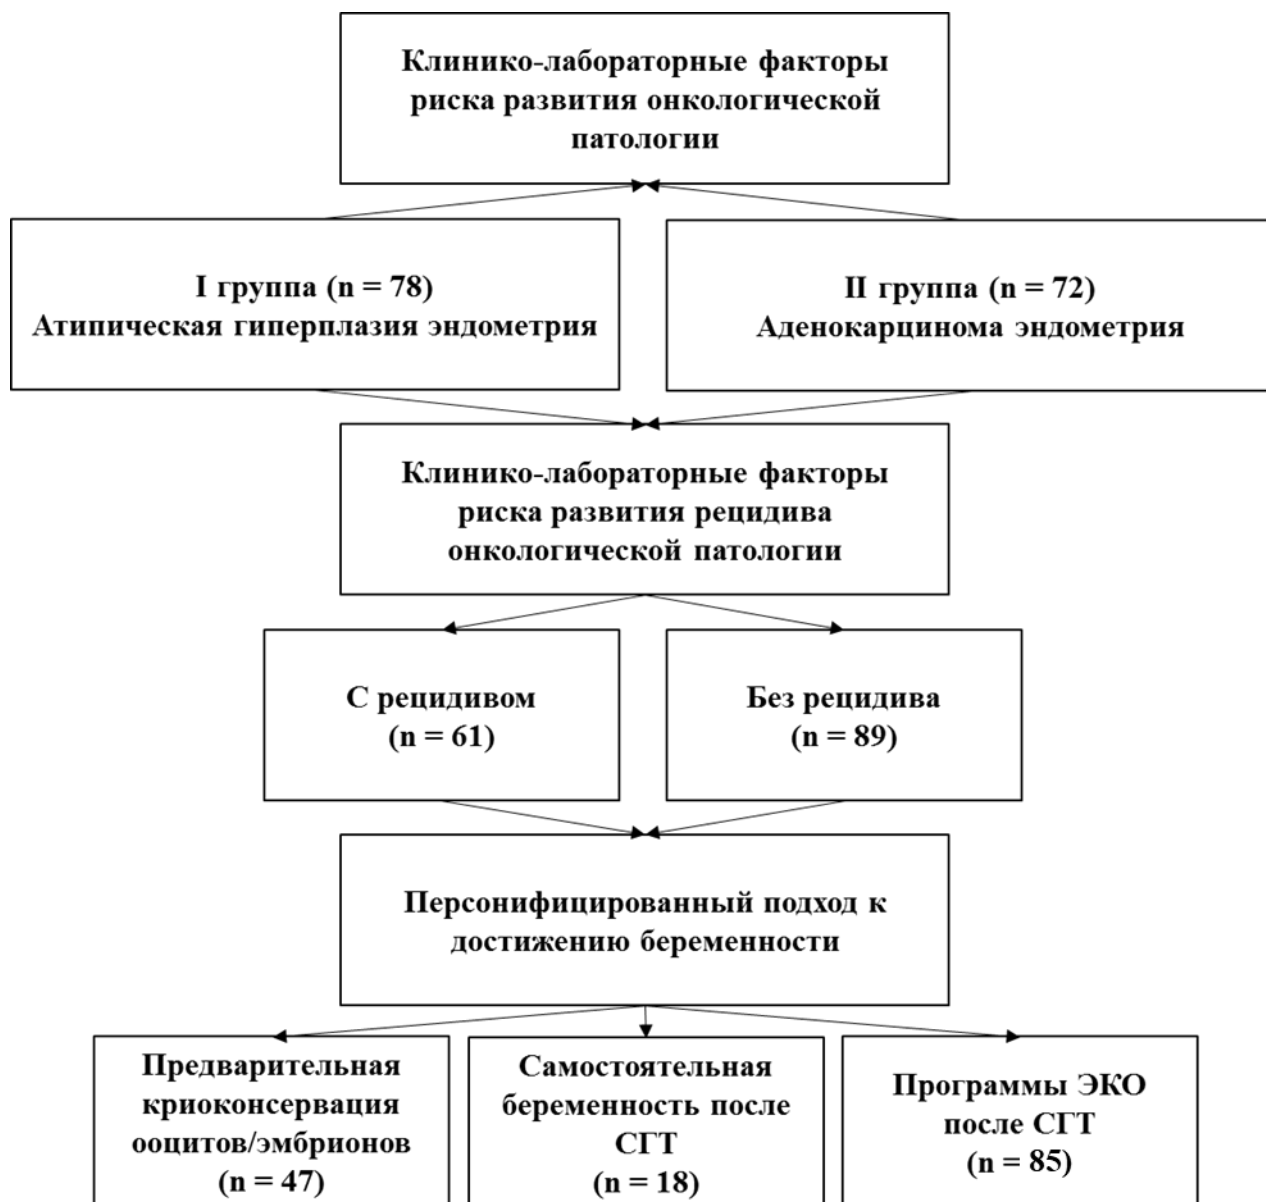 Клинико-лабораторные факторы
риска развития онкологической
патологии
I группа (n = 78)
Атипическая гиперплазия эндометрия
II группа (n = 72)
Аденокарцинома эндометрия
Клинико-лабораторные факторы
риска развития рецидива
онкологической патологии
С рецидивом
(n = 61)
Без рецидива
(n = 89)
Персонифицированный подход к
достижению беременности
Предварительная
криоконсервация
ооцитов/эмбрионов
(n = 47)
Самостоятельная
беременность после
СГТ
(n = 18)
Программы ЭКО
после СГТ
(n = 85)